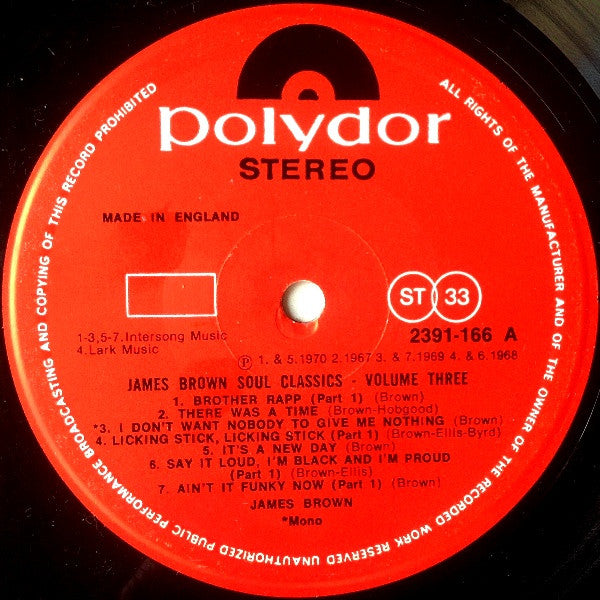 polydor
STEREO
MADE IN ENGLAND
ST 33
1-3,5-7. Intersong Music
4. Lark Music
2391-166 A
Ⓟ 1. & 5. 1970 2. 1967 3. & 7. 1969 4. & 6. 1968
JAMES BROWN SOUL CLASSICS - VOLUME THREE
1. BROTHER RAPP (Part 1) (Brown)
2. THERE WAS A TIME (Brown-Hobgood)
*3. I DON'T WANT NOBODY TO GIVE ME NOTHING (Brown)
4. LICKING STICK, LICKING STICK (Part 1) (Brown-Ellis-Byrd)
5. IT'S A NEW DAY (Brown)
6. SAY IT LOUD, I'M BLACK AND I'M PROUD
(Part 1) (Brown-Ellis)
7. AIN'T IT FUNKY NOW (Part 1) (Brown)
JAMES BROWN
*Mono
ALL RIGHTS OF THE MANUFACTURER AND OF THE OWNER OF THE RECORDED WORK RESERVED UNAUTHORIZED PUBLIC PERFORMANCE BROADCASTING AND COPYING OF THIS RECORD PROHIBITED